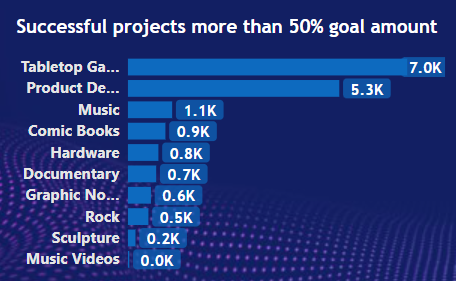 Successful projects more than 50% goal amount
Tabletop Ga... 7.0K
Product De... 5.3K
Music 1.1K
Comic Books 0.9K
Hardware 0.8K
Documentary 0.7K
Graphic No... 0.6K
Rock 0.5K
Sculpture 0.2K
Music Videos 0.0K